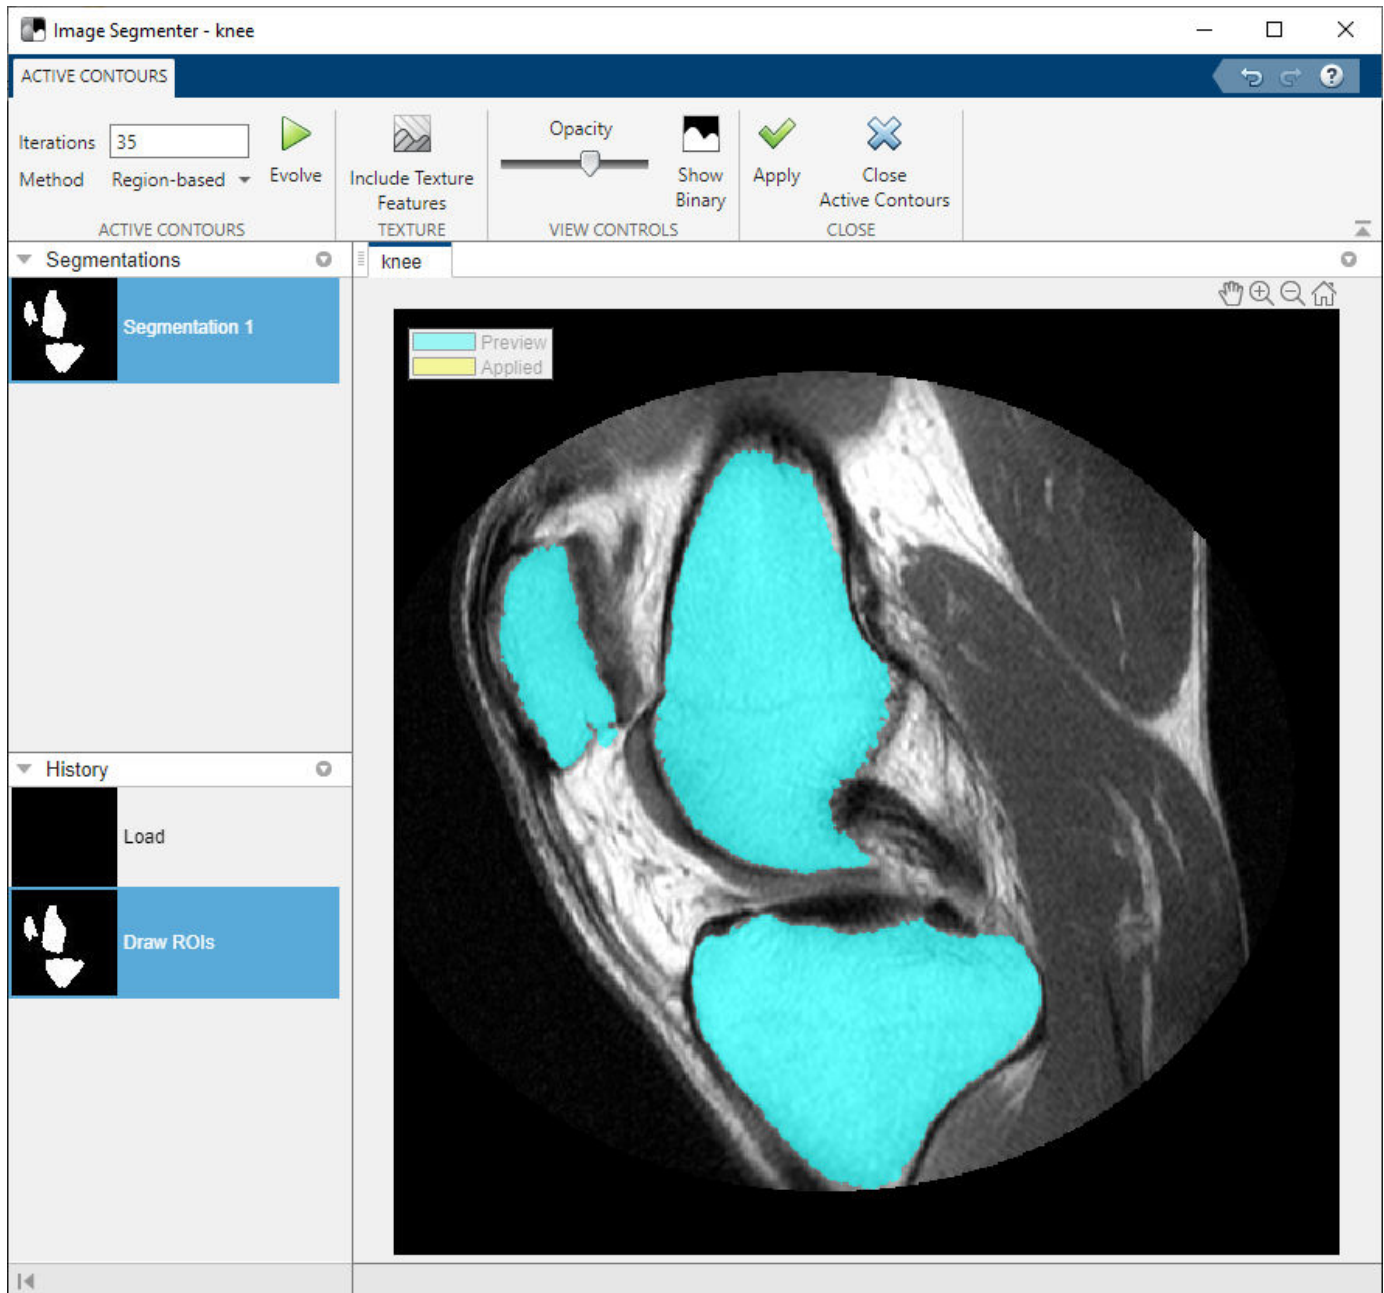 Image Segmenter - knee
ACTIVE CONTOURS
Iterations 35
Method Region-based
Evolve
ACTIVE CONTOURS
Include Texture
Features
TEXTURE
Opacity
Show
Binary
VIEW CONTROLS
Apply
Close
Active Contours
CLOSE
Segmentations
Segmentation 1
History
Load
Draw ROIs
knee
Preview
Applied